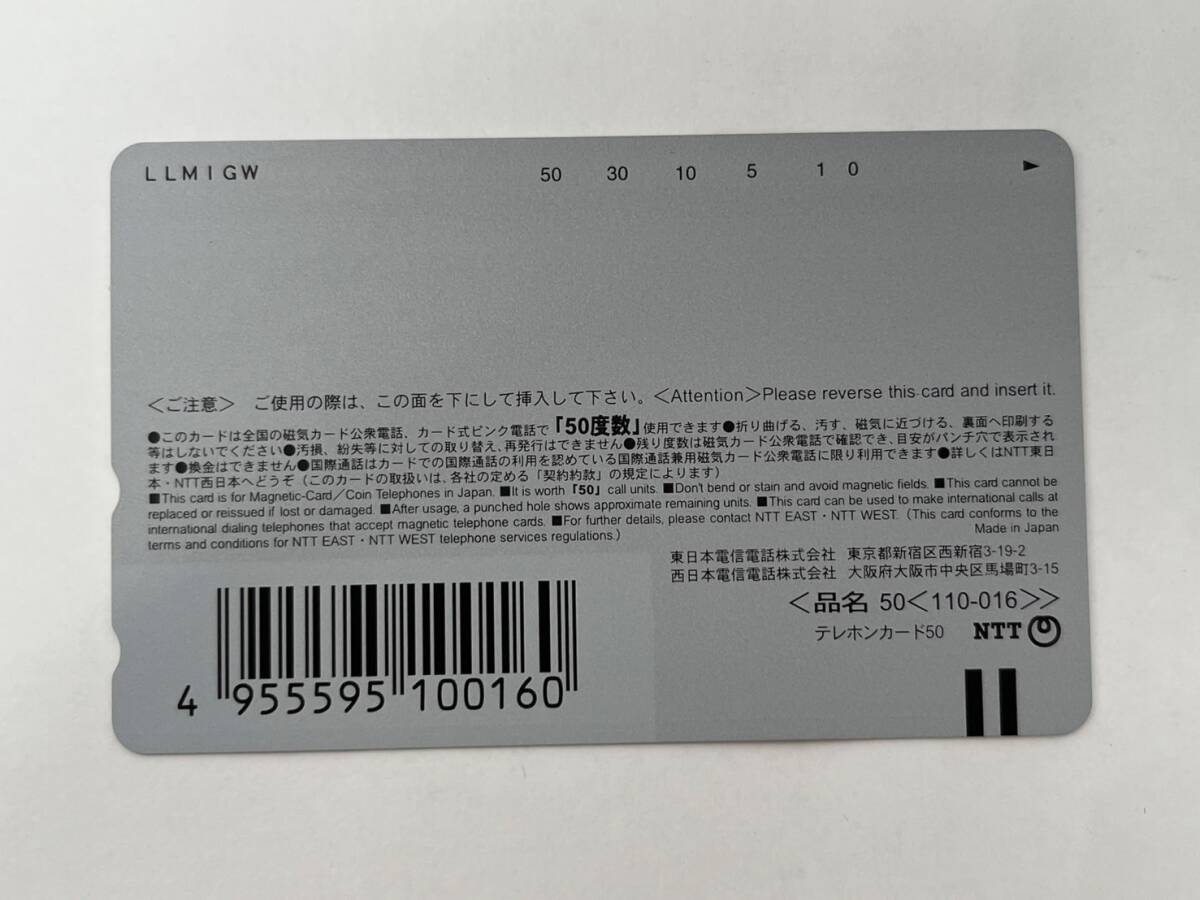 LLMIGW 50 30 10 5 1 0 ►
＜ご注意＞ ご使用の際は、この面を下にして挿入して下さい。＜Attention＞Please reverse this card and insert it.
●このカードは全国の磁気カード公衆電話、カード式ピンク電話で「50度数」使用できます●折り曲げる、汚す、磁気に近づける、裏面へ印刷する
等はしないでください●汚損、紛失等に対しての取り替え、再発行はできません●残り度数は磁気カード公衆電話で確認でき、目安がパンチ穴で表示され
ます●換金はできません●国際通話はカードでの国際通話の利用を認めている国際通話兼用磁気カード公衆電話に限り利用できます●詳しくはNTT東日
本・NTT西日本へどうぞ（このカードの取扱いは、各社の定める「契約約款」の規定によります）
■This card is for Magnetic-Card／Coin Telephones in Japan. ■It is worth「50」call units. ■Don't bend or stain and avoid magnetic fields. ■This card cannot be
replaced or reissued if lost or damaged. ■After usage, a punched hole shows approximate remaining units. ■This card can be used to make international calls at
international dialing telephones that accept magnetic telephone cards. ■For further details, please contact NTT EAST・NTT WEST. (This card conforms to the
terms and conditions for NTT EAST・NTT WEST telephone services regulations.) Made in Japan
東日本電信電話株式会社 東京都新宿区西新宿3-19-2
西日本電信電話株式会社 大阪府大阪市中央区馬場町3-15
＜品名 50＜110-016＞＞
テレホンカード50 NTT
4 955595 100160